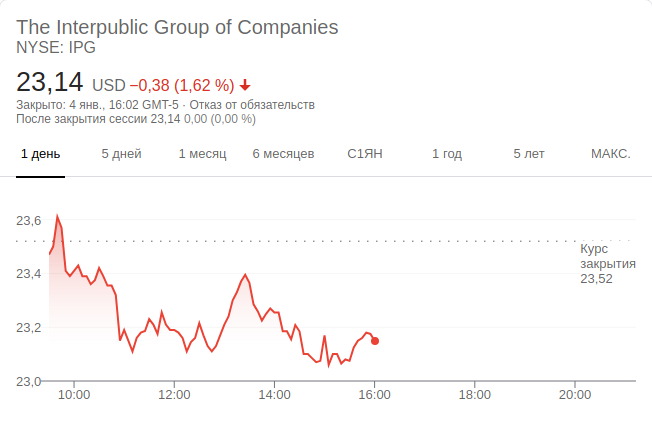 The Interpublic Group of Companies
NYSE: IPG
23,14 USD −0,38 (1,62 %)
Закрыто: 4 янв., 16:02 GMT-5 · Отказ от обязательств
После закрытия сессии 23,14 0,00 (0,00 %)
1 день 5 дней 1 месяц 6 месяцев С1ЯН 1 год 5 лет МАКС.
23,6
Курс
закрытия
23,52
23,4
23,2
23,0
10:00 12:00 14:00 16:00 18:00 20:00